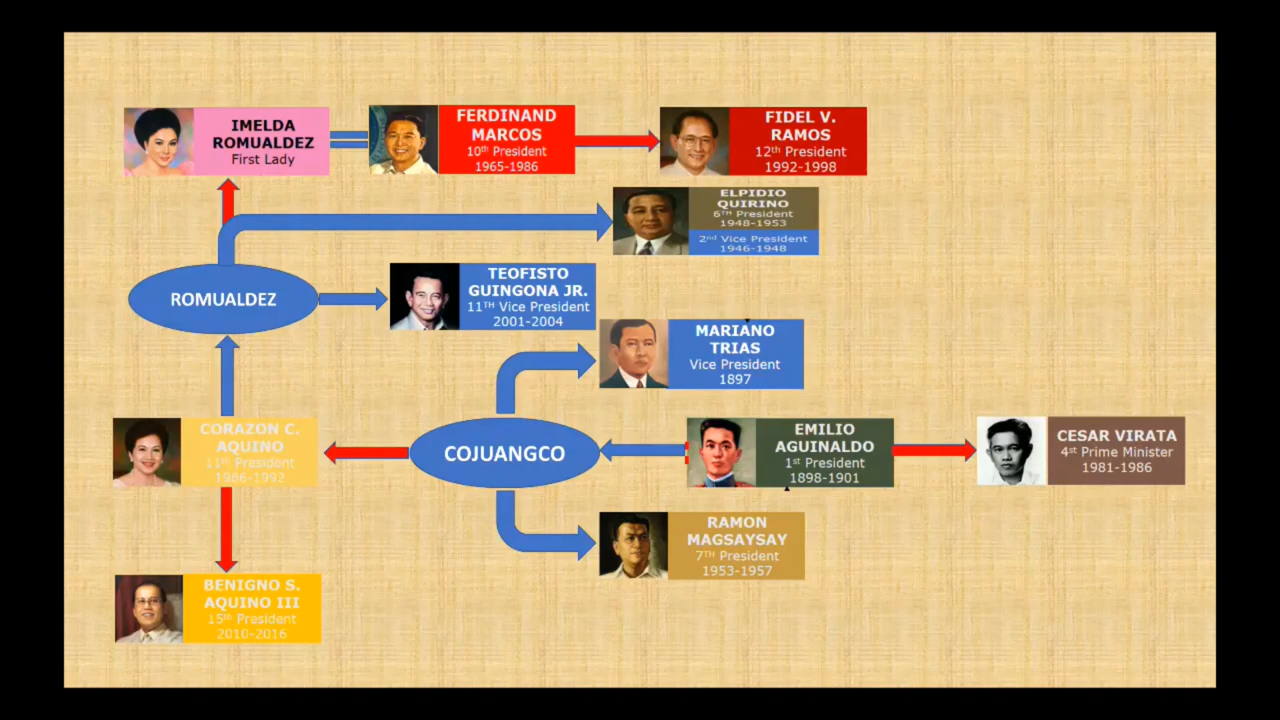 IMELDA
ROMUALDEZ
First Lady
FERDINAND
MARCOS
10th President
1965-1986
FIDEL V.
RAMOS
12th President
1992-1998
ELPIDIO
QUIRINO
6TH President
1948-1953
2nd Vice President
1946-1948
ROMUALDEZ
TEOFISTO
GUINGONA JR.
11TH Vice President
2001-2004
MARIANO
TRIAS
Vice President
1897
CORAZON C.
AQUINO
11th President
1986-1992
COJUANGCO
EMILIO
AGUINALDO
1st President
1898-1901
CESAR VIRATA
4st Prime Minister
1981-1986
RAMON
MAGSAYSAY
7TH President
1953-1957
BENIGNO S.
AQUINO III
15th President
2010-2016